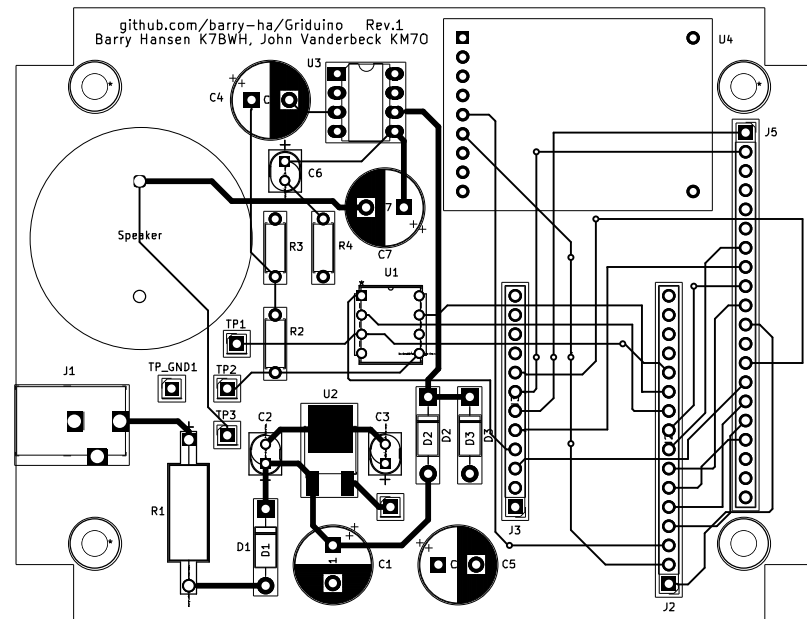 github.com/barry-ha/Griduino Rev.1
Barry Hansen K7BWH, John Vanderbeck KM7O
U3
U4
C4
C
J5
C6
7
Speaker
R3
R4
C7
U1
TP1
R2
J1
TP_GND1
TP2
U2
TP3
C2
C3
D2
D2
D3
D3
R1
J3
D1
D1
1
C1
C
C5
J2